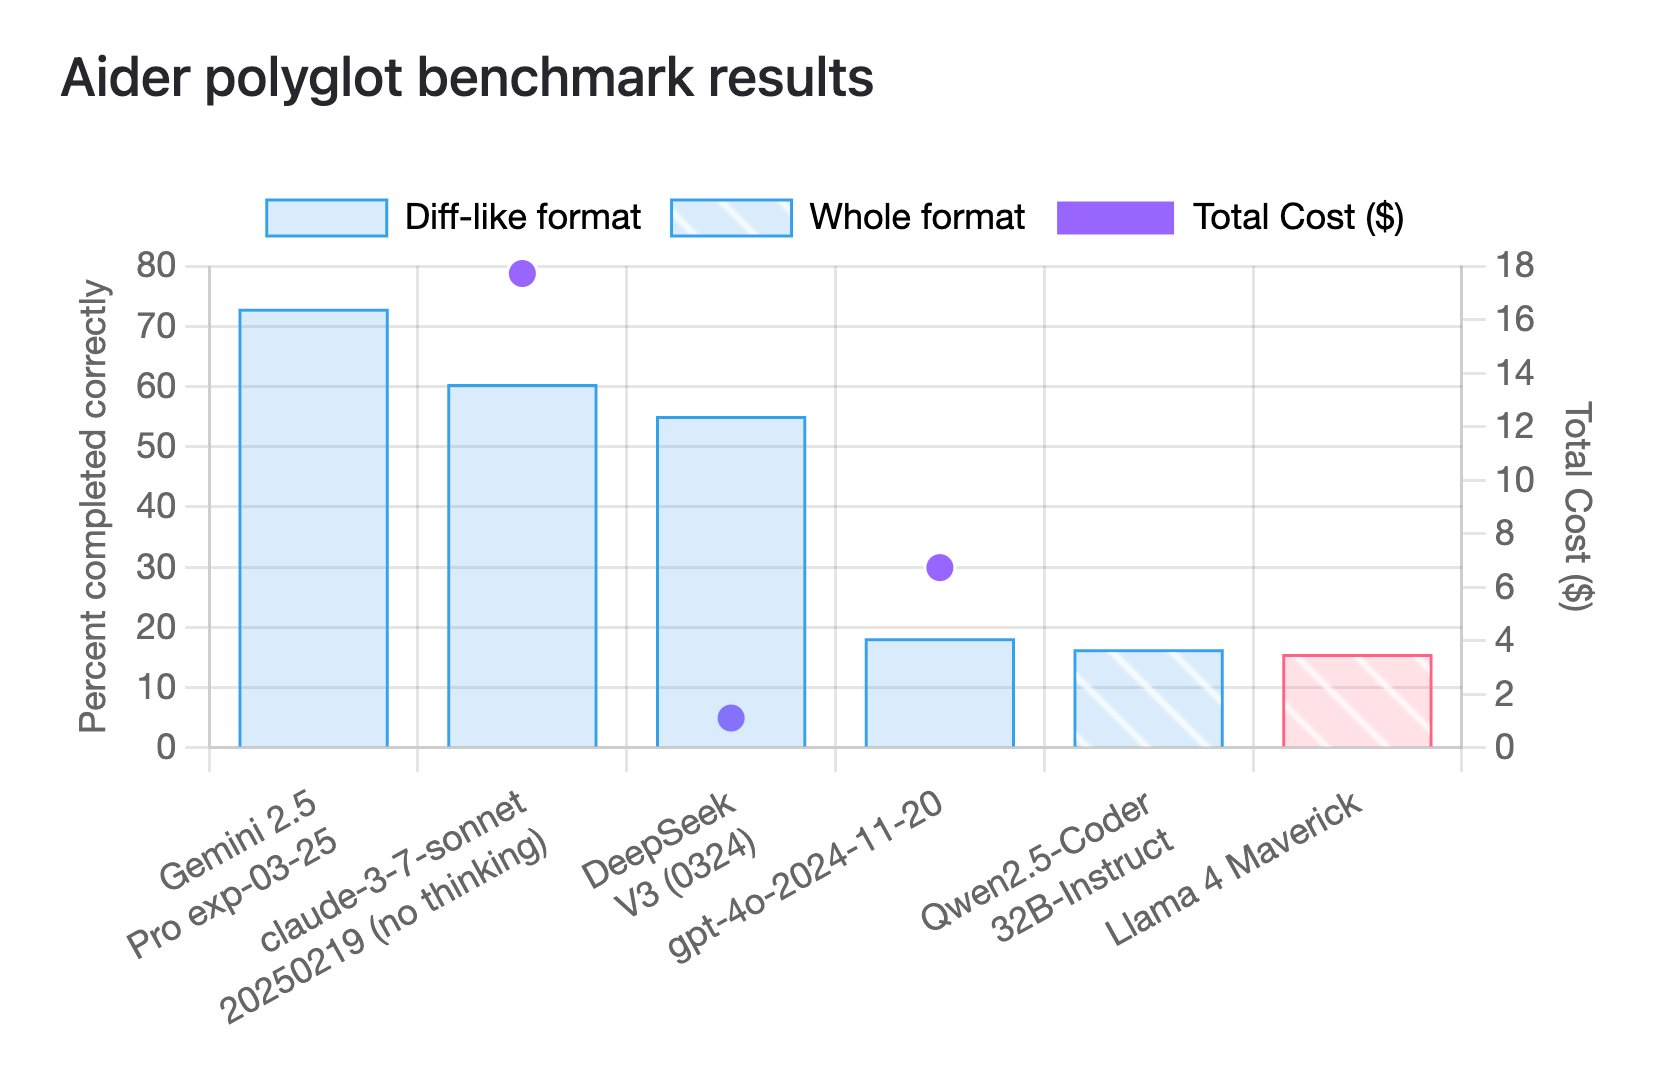 Aider polyglot benchmark results
Diff-like format
Whole format
Total Cost ($)
Percent completed correctly
80
70
60
50
40
30
20
10
0
18
16
14
12
10
8
6
4
2
0
Total Cost ($)
Gemini 2.5
Pro exp-03-25
claude-3-7-sonnet
20250219 (no thinking)
DeepSeek
V3 (0324)
gpt-4o-2024-11-20
Qwen2.5-Coder
32B-Instruct
Llama 4 Maverick